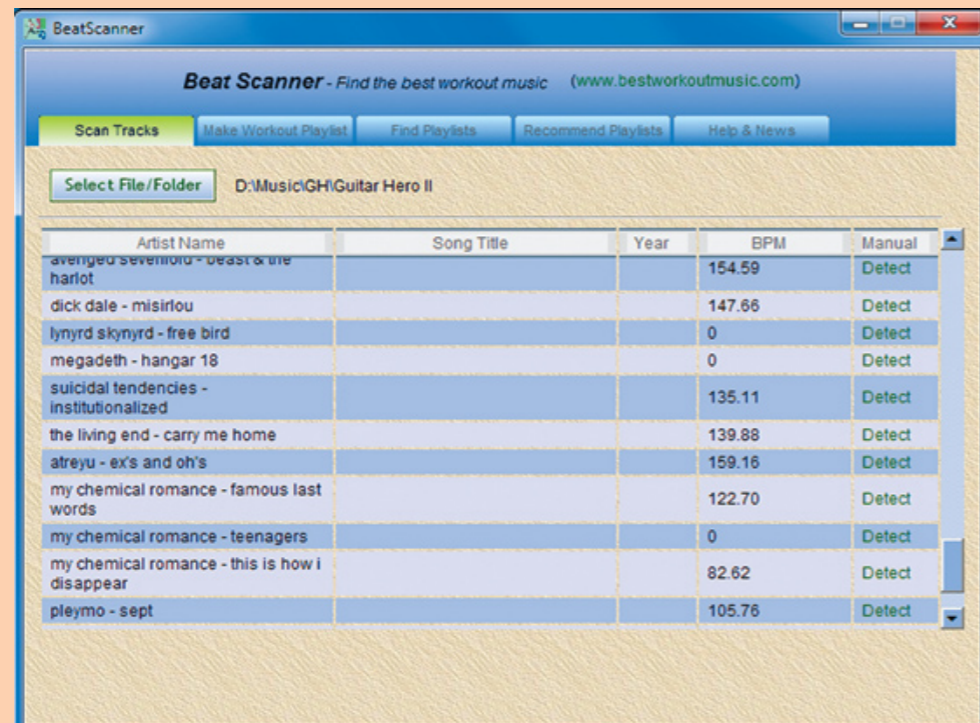 BeatScanner
Beat Scanner - Find the best workout music (www.bestworkoutmusic.com)
Scan Tracks Make Workout Playlist Find Playlists Recommend Playlists Help & News
Select File/Folder D:\Music\GH\Guitar Hero II
Artist Name Song Title Year BPM Manual
avenged sevenfold - beast & the
harlot 154.59 Detect
dick dale - misirlou 147.66 Detect
lynyrd skynyrd - free bird 0 Detect
megadeth - hangar 18 0 Detect
suicidal tendencies -
institutionalized 135.11 Detect
the living end - carry me home 139.88 Detect
atreyu - ex's and oh's 159.16 Detect
my chemical romance - famous last
words 122.70 Detect
my chemical romance - teenagers 0 Detect
my chemical romance - this is how i
disappear 82.62 Detect
pleymo - sept 105.76 Detect